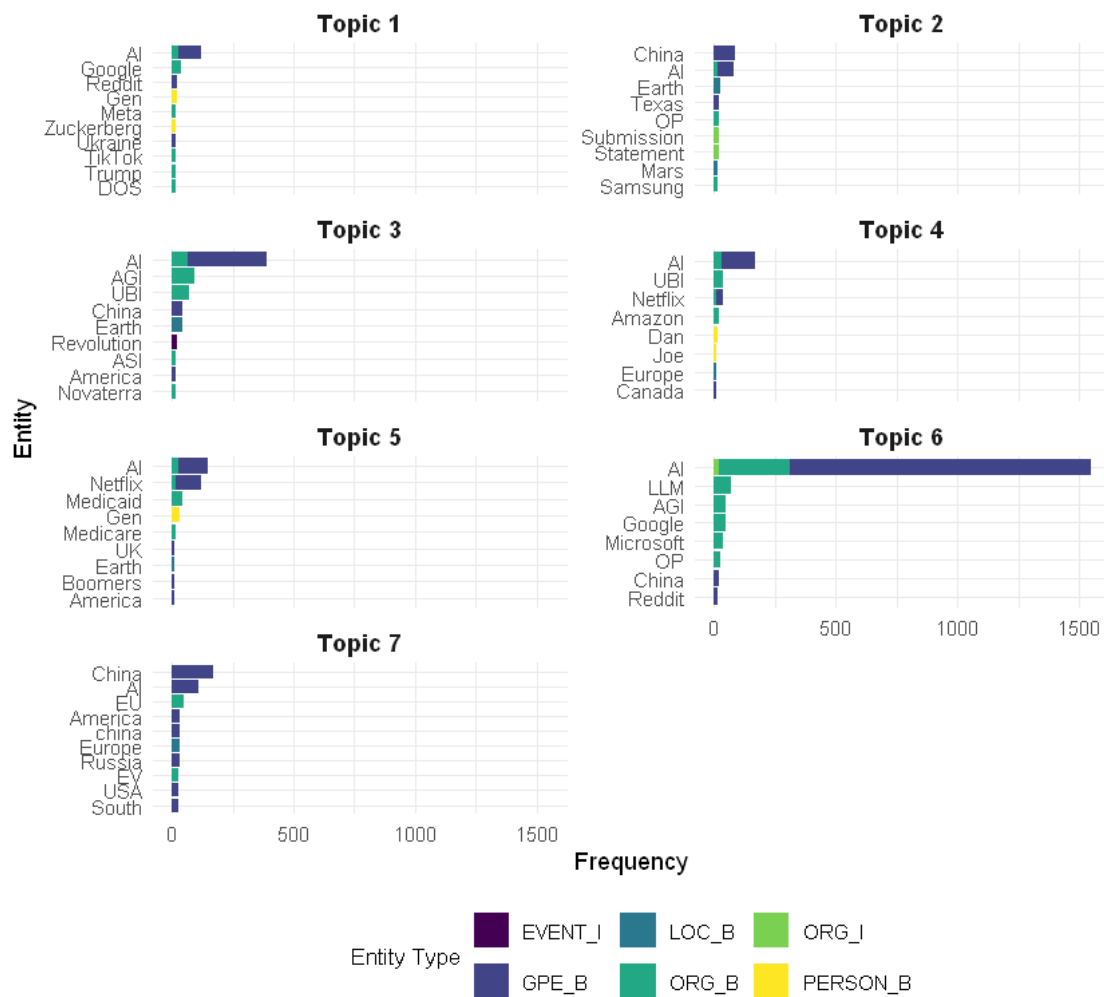 Topic 1
AI
Google
Reddit
Gen
Meta
Zuckerberg
Ukraine
TikTok
Trump
DOS
Topic 2
China
AI
Earth
Texas
OP
Submission
Statement
Mars
Samsung
Topic 3
AI
AGI
UBI
China
Earth
Revolution
ASI
America
Novaterra
Topic 4
AI
UBI
Netflix
Amazon
Dan
Joe
Europe
Canada
Entity
Topic 5
AI
Netflix
Medicaid
Gen
Medicare
UK
Earth
Boomers
America
Topic 6
AI
LLM
AGI
Google
Microsoft
OP
China
Reddit
0 500 1000 1500
Topic 7
China
AI
EU
America
china
Europe
Russia
EV
USA
South
0 500 1000 1500
Frequency
Entity Type
EVENT_I LOC_B ORG_I
GPE_B ORG_B PERSON_B